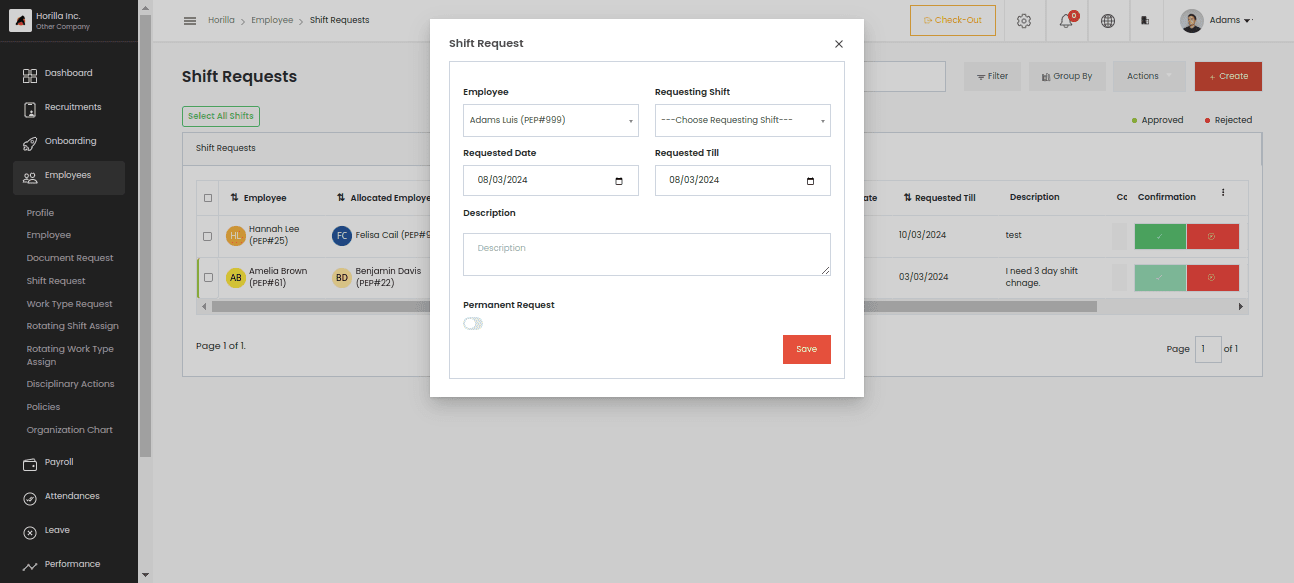 Horilla Inc.
Other Company
Dashboard
Recruitments
Onboarding
Employees
Profile
Employee
Document Request
Shift Request
Work Type Request
Rotating Shift Assign
Rotating Work Type
Assign
Disciplinary Actions
Policies
Organization Chart
Payroll
Attendances
Leave
Performance
Horilla > Employee > Shift Requests
Check-Out
0
Adams
Shift Requests
Filter
Group By
Actions
+ Create
Select All Shifts
Approved
Rejected
Shift Requests
Employee
Allocated Employe
ate
Requested Till
Description
Cc
Confirmation
HL
Hannah Lee
(PEP#25)
FC
Felisa Cail (PEP#9
10/03/2024
test
AB
Amelia Brown
(PEP#61)
BD
Benjamin Davis
(PEP#22)
03/03/2024
I need 3 day shift
chnage.
Page 1 of 1.
Page 1 of 1
Shift Request
Employee
Requesting Shift
Adams Luis (PEP#999)
---Choose Requesting Shift---
Requested Date
Requested Till
08/03/2024
08/03/2024
Description
Description
Permanent Request
Save